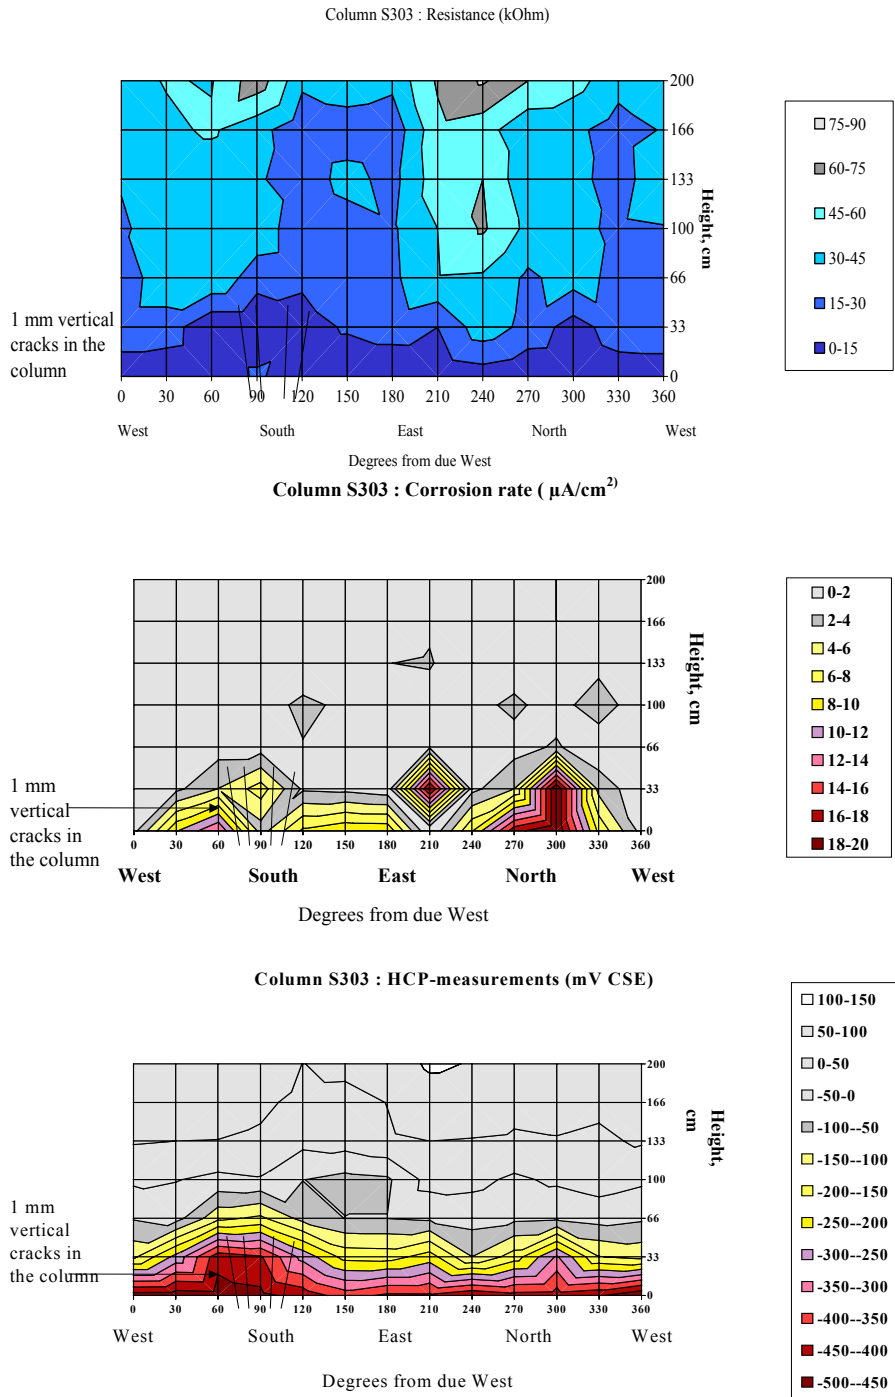 Column S303 : Resistance (kOhm)
200
166
133
100
66
33
0
Height, cm
75-90
60-75
45-60
30-45
15-30
0-15
1 mm vertical
cracks in the
column
0 30 60 90 120 150 180 210 240 270 300 330 360
West South East North West
Degrees from due West
Column S303 : Corrosion rate ( µA/cm²)
200
166
133
100
66
33
0
Height, cm
0-2
2-4
4-6
6-8
8-10
10-12
12-14
14-16
16-18
18-20
1 mm
vertical
cracks in
the column
0 30 60 90 120 150 180 210 240 270 300 330 360
West South East North West
Degrees from due West
Column S303 : HCP-measurements (mV CSE)
200
166
133
100
66
33
0
Height,
cm
100-150
50-100
0-50
-50-0
-100--50
-150--100
-200--150
-250--200
-300--250
-350--300
-400--350
-450--400
-500--450
1 mm
vertical
cracks in
the column
0 30 60 90 120 150 180 210 240 270 300 330 360
West South East North West
Degrees from due West